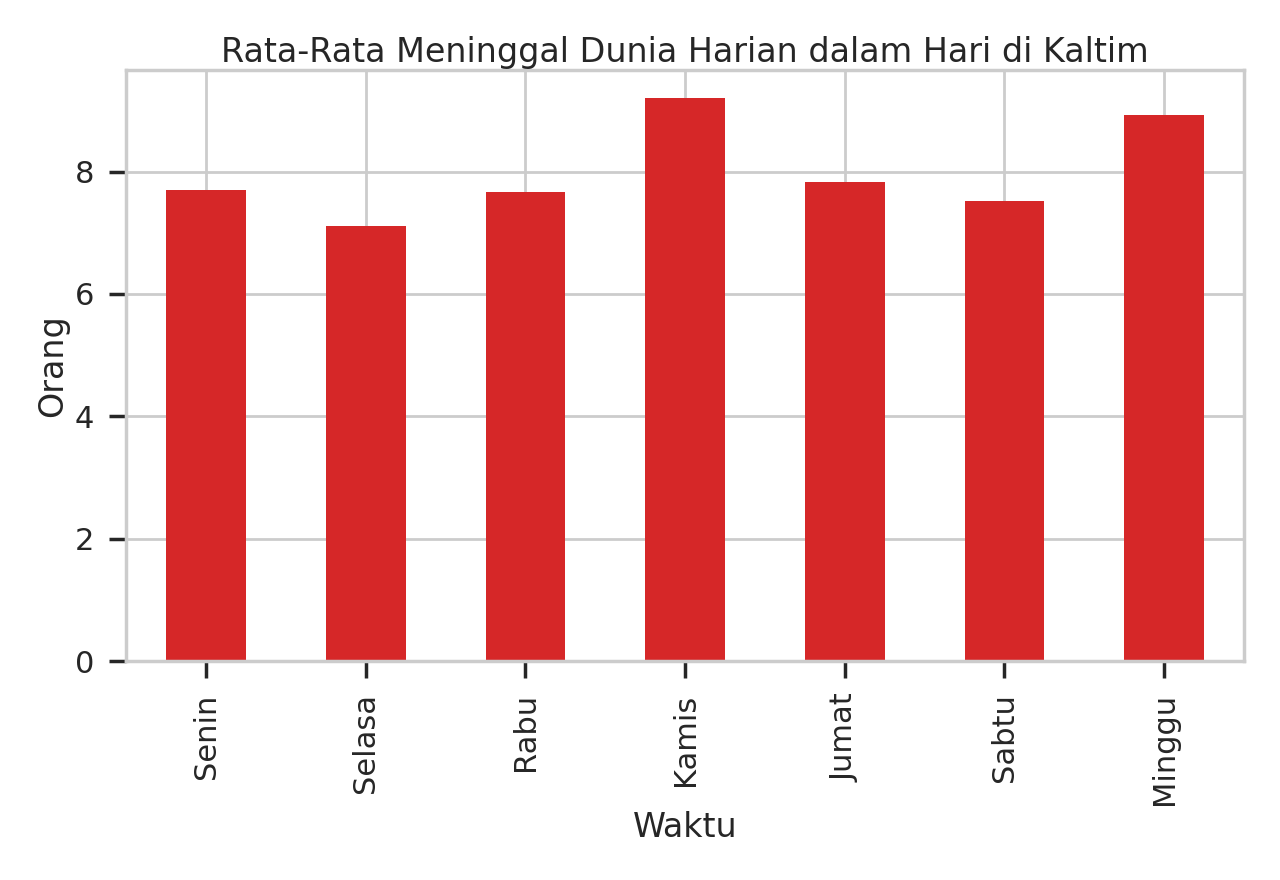 Rata-Rata Meninggal Dunia Harian dalam Hari di Kaltim
Orang
8
6
4
2
0
Senin
Selasa
Rabu
Kamis
Jumat
Sabtu
Minggu
Waktu